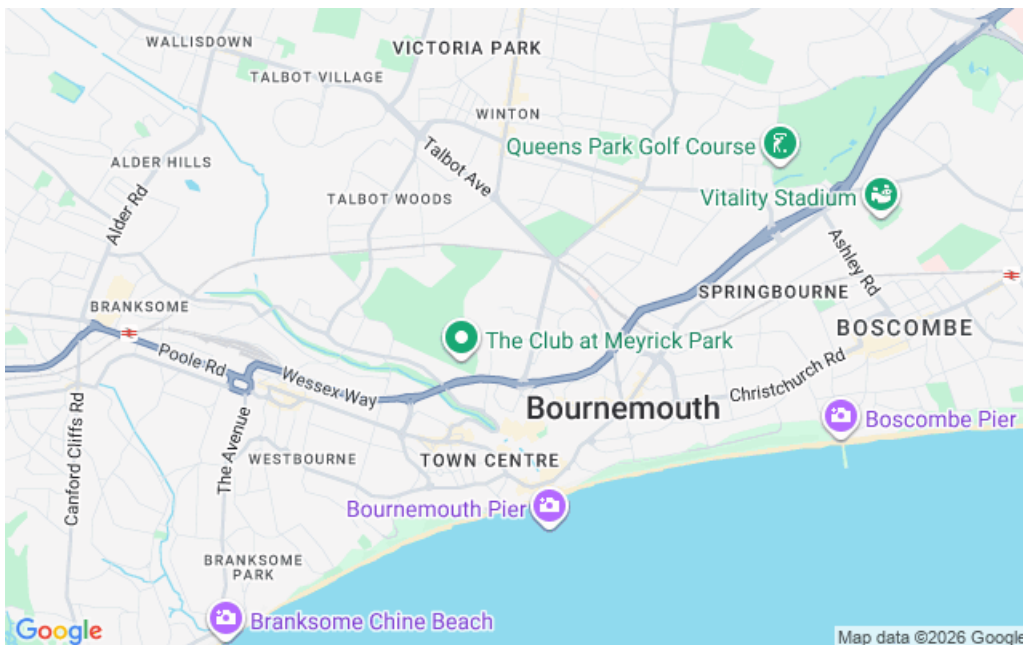 WALLISDOWN
VICTORIA PARK
TALBOT VILLAGE
WINTON
Talbot Ave
Queens Park Golf Course
ALDER HILLS
Alder Rd
TALBOT WOODS
Vitality Stadium
Ashley Rd
SPRINGBOURNE
BRANKSOME
BOSCOMBE
The Club at Meyrick Park
Poole Rd
Wessex Way
Christchurch Rd
Bournemouth
Boscombe Pier
Canford Cliffs Rd
The Avenue
WESTBOURNE
TOWN CENTRE
Bournemouth Pier
BRANKSOME
PARK
Branksome Chine Beach
Google
Map data ©2026 Google